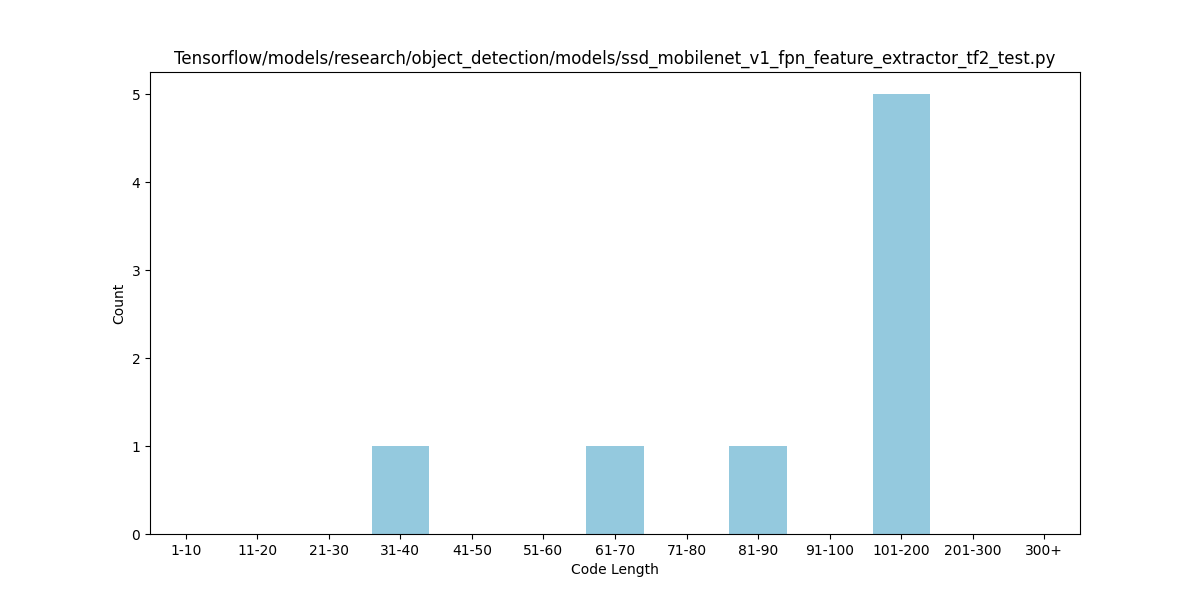 Tensorflow/models/research/object_detection/models/ssd_mobilenet_v1_fpn_feature_extractor_tf2_test.py
5
4
3
2
1
0
Count
1-10 11-20 21-30 31-40 41-50 51-60 61-70 71-80 81-90 91-100 101-200 201-300 300+
Code Length